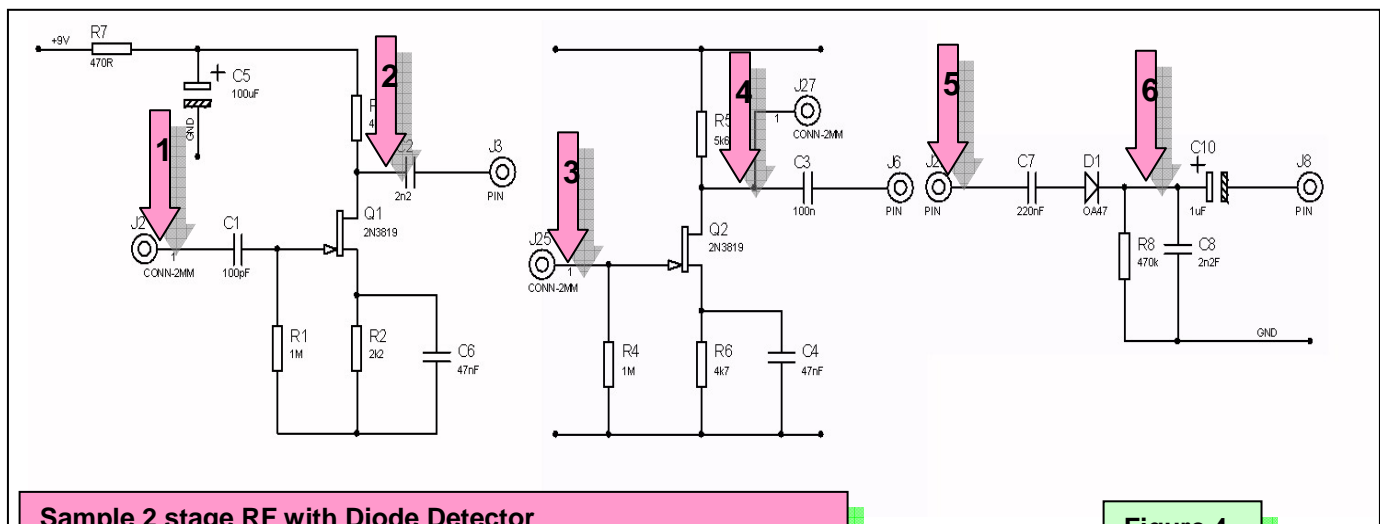 +9V
R7
470R
C5
100uF
GND
1
2
J2
1
CONN-2MM
C1
100pF
R1
1M
R2
2k2
C6
47nF
Q1
2N3819
2n2
J3
PIN
3
4
J25
1
CONN-2MM
R4
1M
R5
5k6
Q2
2N3819
R6
4k7
C4
47nF
J27
1
CONN-2MM
C3
100n
J6
PIN
5
6
PIN
C7
220nF
D1
OA47
R8
470k
C8
2n2F
C10
1uF
J8
PIN
GND
Sample 2 stage RF with Diode Detector
Figure 4